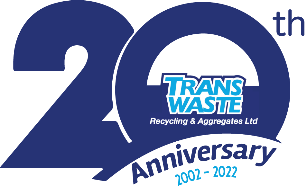 20th
TRANS
WASTE
Recycling & Aggregates Ltd
Anniversary
2002 - 2022